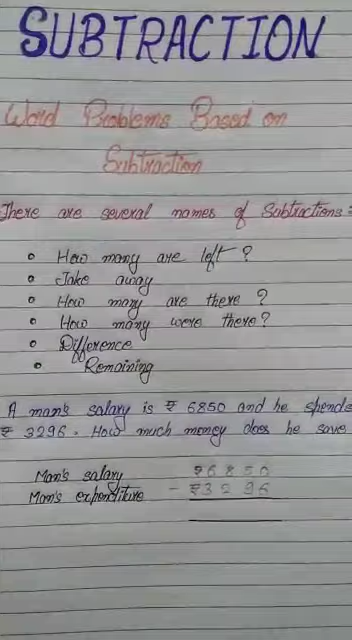 SUBTRACTION
Word Problems Based on
Subtraction
There are several names of Subtractions:-
• How many are left ?
• Take away
• How many are there ?
• How many were there ?
• Difference
• Remaining
A man's salary is ₹ 6850 and he spends
₹ 3296. How much money does he save
Man's salary ₹6850
Man's expenditure - ₹3296